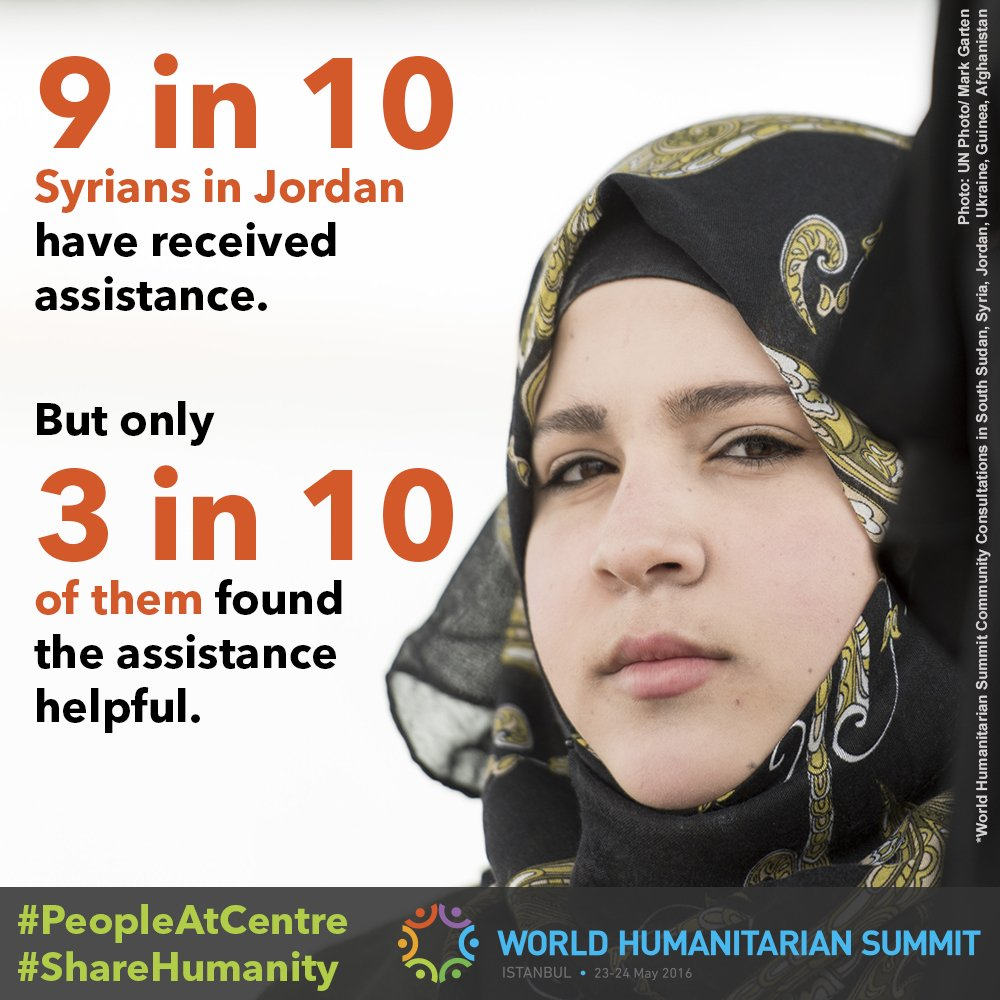 9 in 10
Syrians in Jordan
have received
assistance.
But only
3 in 10
of them found
the assistance
helpful.
Photo: UN Photo/ Mark Garten
*World Humanitarian Summit Community Consultations in South Sudan, Syria, Jordan, Ukraine, Guinea, Afghanistan
#PeopleAtCentre
#ShareHumanity
WORLD HUMANITARIAN SUMMIT
ISTANBUL • 23-24 May 2016